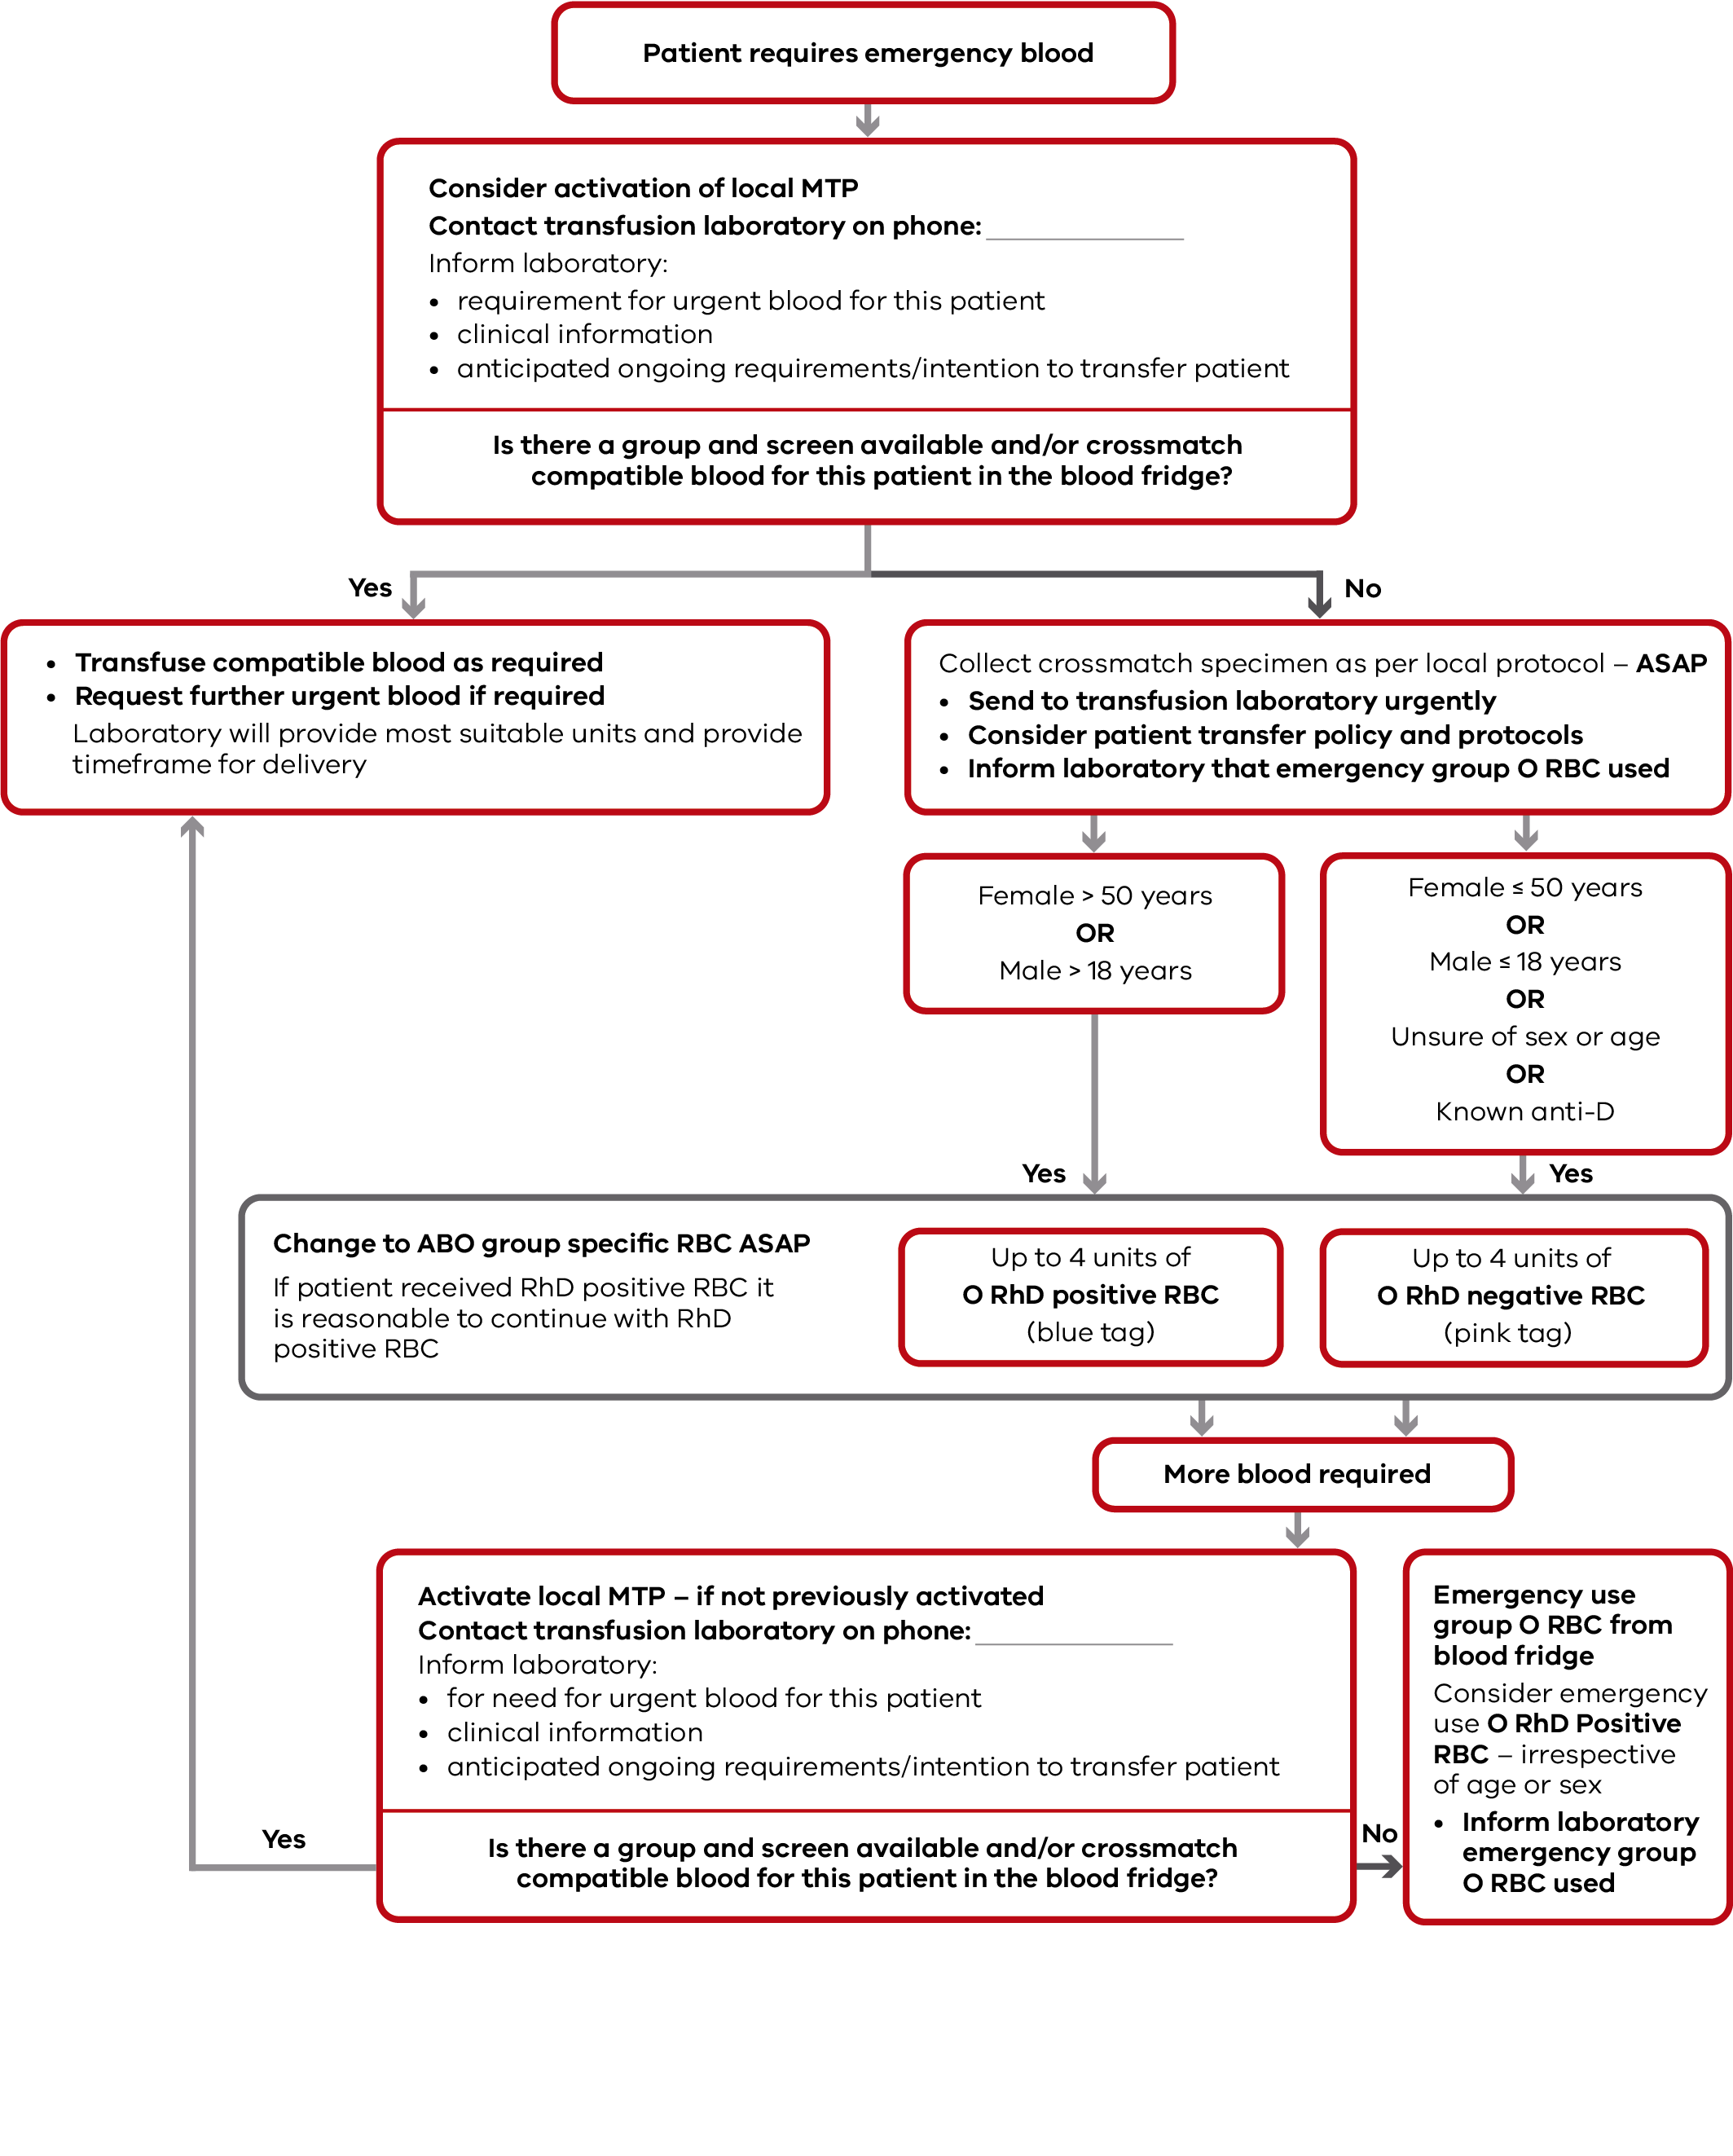 Patient requires emergency blood
Consider activation of local MTP
Contact transfusion laboratory on phone: ______________
Inform laboratory:
• requirement for urgent blood for this patient
• clinical information
• anticipated ongoing requirements/intention to transfer patient
Is there a group and screen available and/or crossmatch
compatible blood for this patient in the blood fridge?
Yes
No
• Transfuse compatible blood as required
• Request further urgent blood if required
Laboratory will provide most suitable units and provide
timeframe for delivery
Collect crossmatch specimen as per local protocol – ASAP
• Send to transfusion laboratory urgently
• Consider patient transfer policy and protocols
• Inform laboratory that emergency group O RBC used
Female > 50 years
OR
Male > 18 years
Female ≤ 50 years
OR
Male ≤ 18 years
OR
Unsure of sex or age
OR
Known anti-D
Yes
Yes
Change to ABO group specific RBC ASAP
If patient received RhD positive RBC it
is reasonable to continue with RhD
positive RBC
Up to 4 units of
O RhD positive RBC
(blue tag)
Up to 4 units of
O RhD negative RBC
(pink tag)
More blood required
Activate local MTP – if not previously activated
Contact transfusion laboratory on phone: ______________
Inform laboratory:
• for need for urgent blood for this patient
• clinical information
• anticipated ongoing requirements/intention to transfer patient
Is there a group and screen available and/or crossmatch
compatible blood for this patient in the blood fridge?
Yes
No
Emergency use
group O RBC from
blood fridge
Consider emergency
use O RhD Positive
RBC – irrespective
of age or sex
• Inform laboratory
emergency group
O RBC used